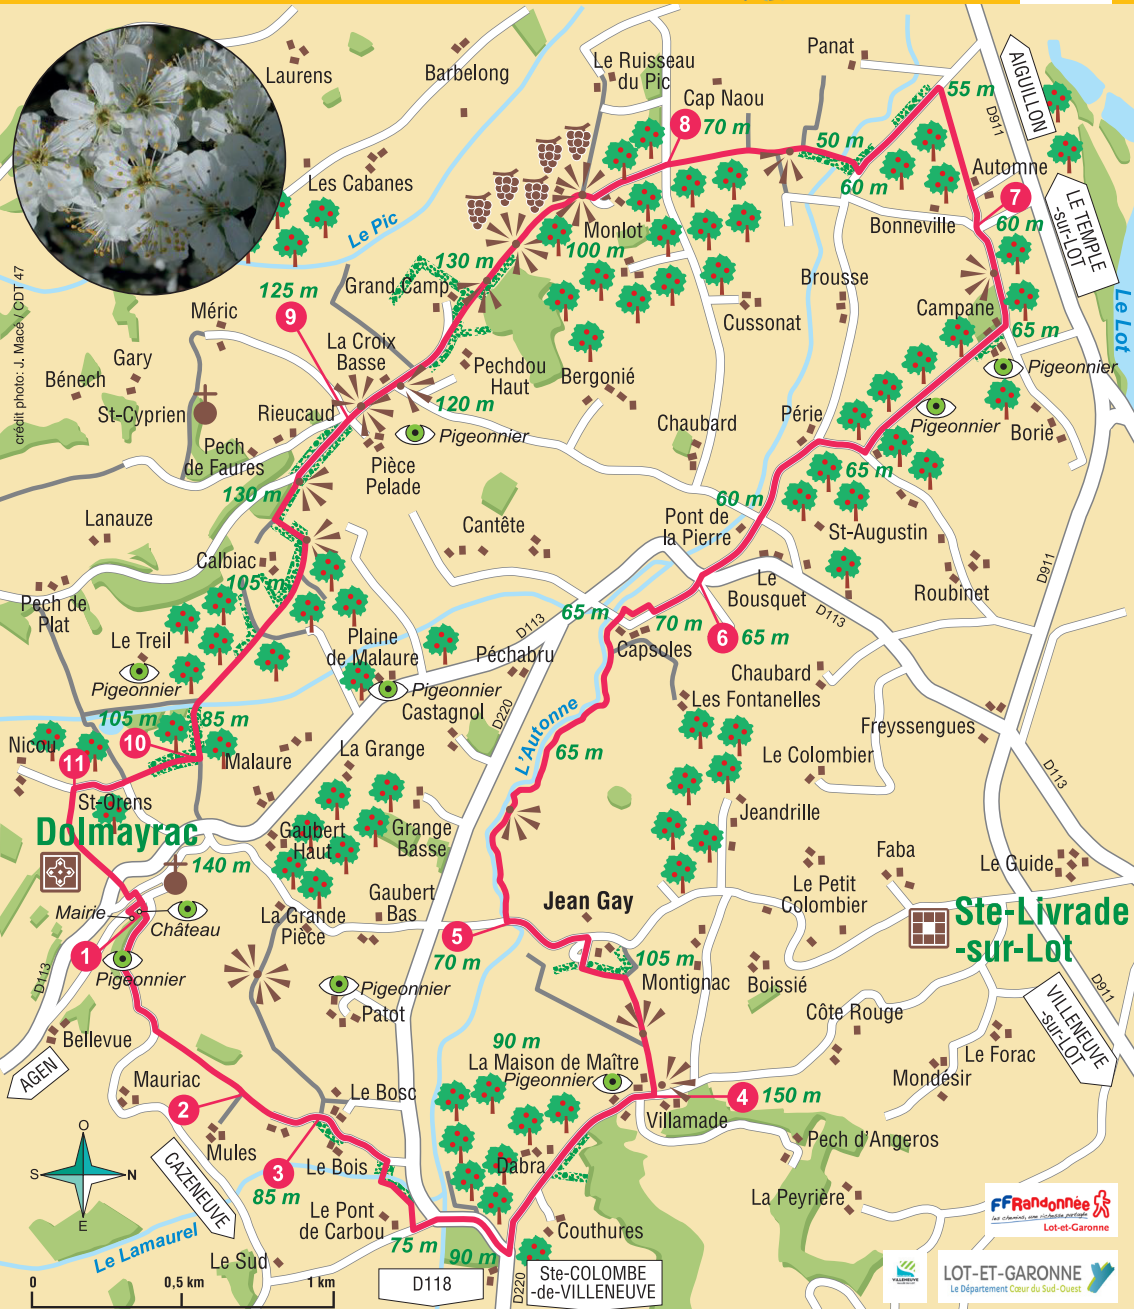 Laurens
Barbelong
Le Ruisseau
du Pic
Panat
AIGUILLON
D911
55 m
Cap Naou
8 70 m
50 m
60 m
Automne
7
60 m
LE TEMPLE
-sur-LOT
Le Lot
Les Cabanes
Le Pic
Monlot
100 m
Bonneville
130 m
Grand Camp
125 m
9
Brousse
Campane
65 m
Cussonat
Méric
La Croix
Basse
Pechdou
Haut
Bergonié
Pigeonnier
Gary
Bénech
St-Cyprien
Rieucaud
120 m
Pigeonnier
Chaubard
Périe
Pigeonnier
Borie
Pech
de Faures
Pièce
Pelade
65 m
130 m
60 m
Lanauze
Cantête
Pont de
la Pierre
St-Augustin
Calbiac
105 m
Le
Bousquet
Roubinet
D911
Pech de
Plat
Le Treil
Plaine
de Malaure
D113
65 m
70 m
6 65 m
D113
Péchabru
Capsoles
Chaubard
Pigeonnier
Pigeonnier
Castagnol
D220
Les Fontanelles
105 m
85 m
L'Automne
Freyssengues
Nicou
10
Malaure
La Grange
65 m
Le Colombier
D113
11
St-Orens
Jeandrille
Dolmayrac
Gaubert
Haut
Grange
Basse
140 m
Faba
Le Guide
Le Petit
Colombier
Gaubert
Bas
Jean Gay
Mairie
Château
La Grande
Pièce
Ste-Livrade
-sur-Lot
1
5
70 m
105 m
Pigeonnier
D113
Pigeonnier
Patot
Montignac
Boissié
D911
VILLENEUVE
-sur-LOT
Côte Rouge
Bellevue
AGEN
90 m
La Maison de Maître
Pigeonnier
Le Forac
Mauriac
Le Bosc
Mondésir
2
4 150 m
Villamade
O
S
N
E
Mules
Pech d'Angeros
CAZENEUVE
3
85 m
Le Bois
Dabra
La Peyrière
Le Pont
de Carbou
75 m
90 m
Couthures
Le Lamaurel
Le Sud
0
0,5 km
1 km
D118
D220
Ste-COLOMBE
-de-VILLENEUVE
FFRandonnée
les chemins, une richesse partagée
Lot-et-Garonne
VILLENEUVE
LOT-ET-GARONNE
Le Département Cœur du Sud-Ouest
crédit photo: J. Macé / CDT 47